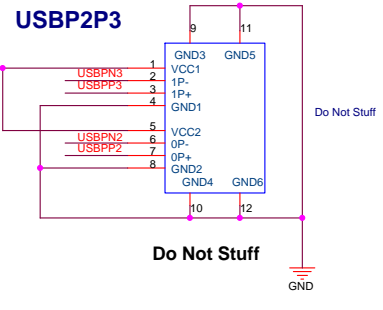 USBP2P3
9 11
GND3 GND5
1 VCC1
USBPN3 2 1P-
USBPP3 3 1P+
4 GND1
Do Not Stuff
5 VCC2
USBPN2 6 0P-
USBPP2 7 0P+
8 GND2
GND4 GND6
10 12
Do Not Stuff
GND